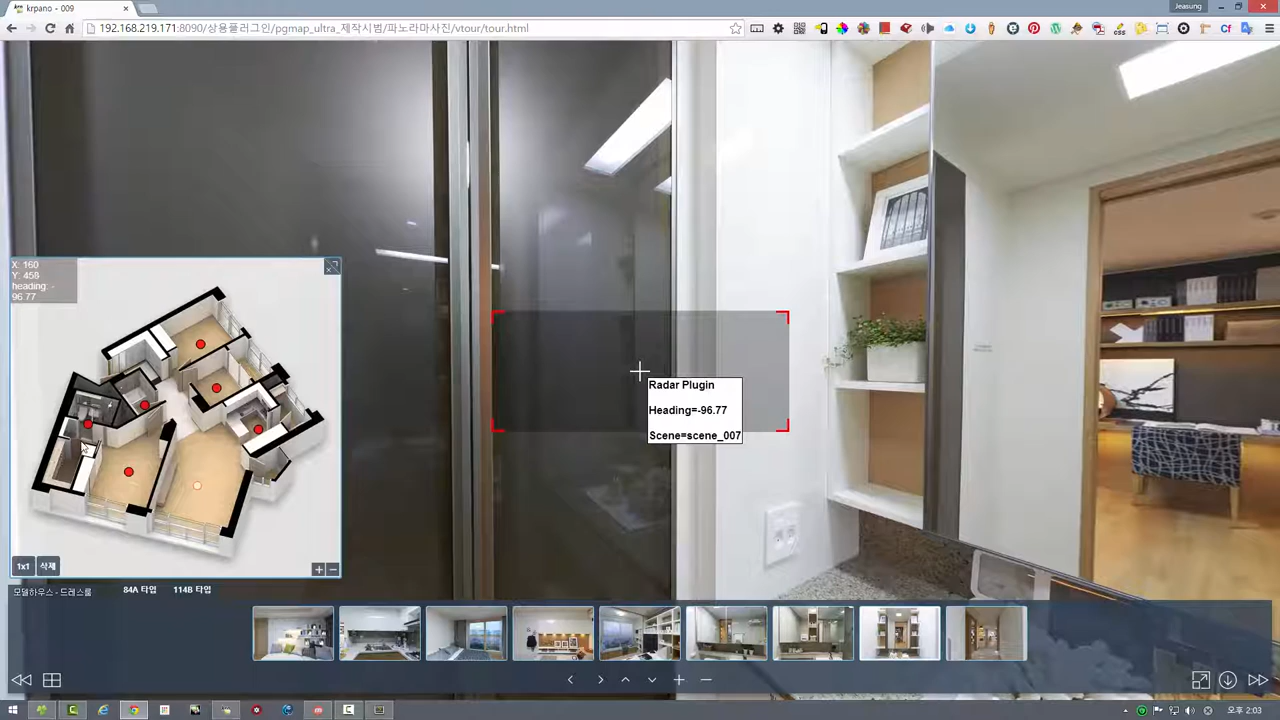 krpano - 009
Jeasung
192.168.219.171:8090/상용플러그인/pgmap_ultra_제작시범/파노라마사진/vtour/tour.html
X: 160
Y: 458
heading: -
96.77
Radar Plugin
Heading=-96.77
Scene=scene_007
1x1 삭제
모델하우스 - 드레스룸
84A 타입 114B 타입
오후 2:03